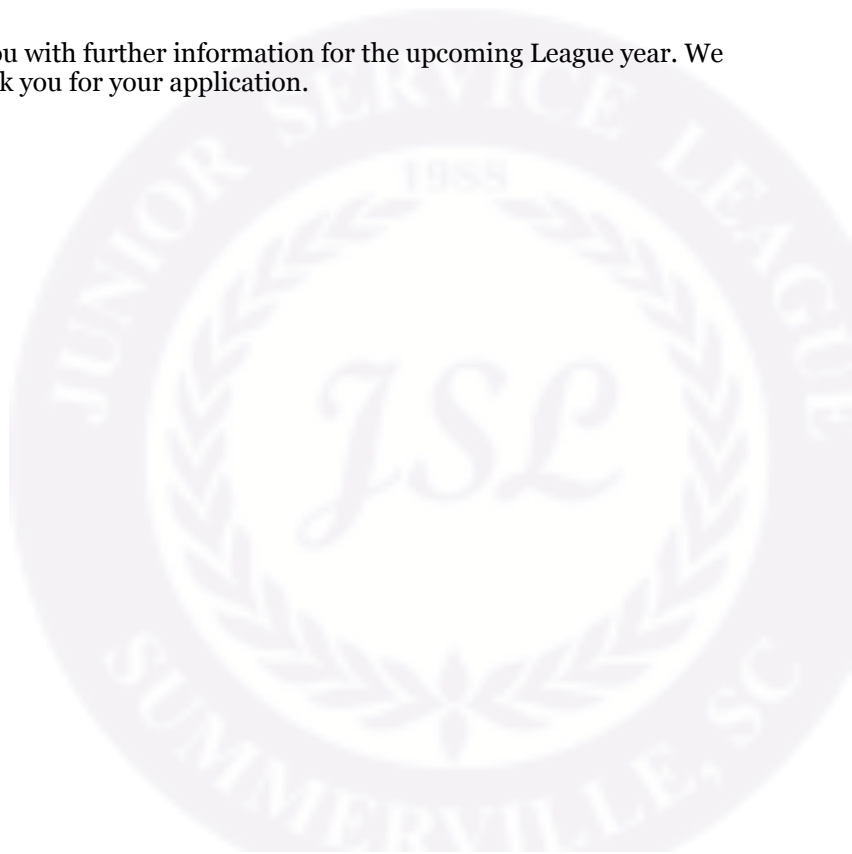 ou with further information for the upcoming League year. We
k you for your application.
JUNIOR SERVICE LEAGUE
1988
JSL
SUMMERVILLE, SC